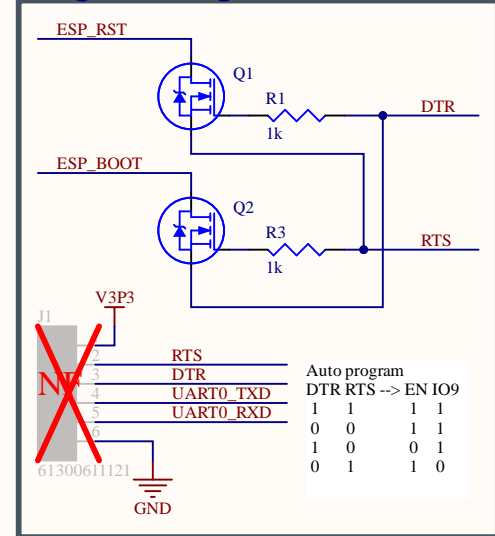 ESP_RST
Q1
R1
DTR
1k
ESP_BOOT
Q2
R3
RTS
1k
V3P3
J1
2
RTS
3
DTR
4
UART0_TXD
5
UART0_RXD
6
61300611121
GND
Auto program
DTR RTS --> EN IO9
1 1 1 1
0 0 1 1
1 0 0 1
0 1 1 0